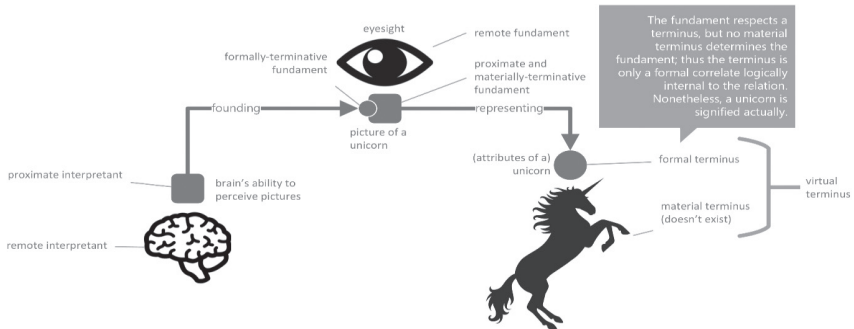 eyesight
remote fundament
formally-terminative
fundament
proximate and
materially-terminative
fundament
founding
representing
picture of a
unicorn
The fundament respects a
terminus, but no material
terminus determines the
fundament; thus the terminus is
only a formal correlate logically
internal to the relation.
Nonetheless, a unicorn is
signified actually.
proximate interpretant
brain's ability to
perceive pictures
remote interpretant
(attributes of a)
unicorn
formal terminus
material terminus
(doesn't exist)
virtual
terminus